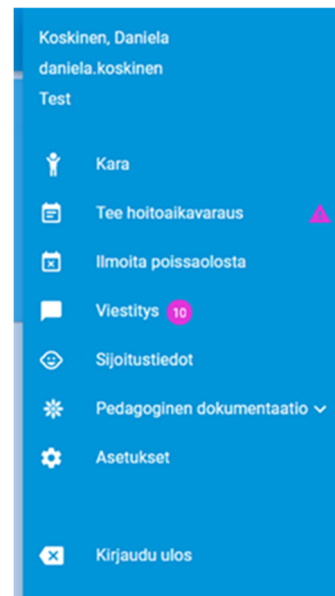 Koskinen, Daniela
daniela.koskinen
Test
Kara
Tee hoitoaikavaraus
Ilmoita poissaolosta
Viestitys 10
Sijoitustiedot
Pedagoginen dokumentaatio
Asetukset
Kirjaudu ulos